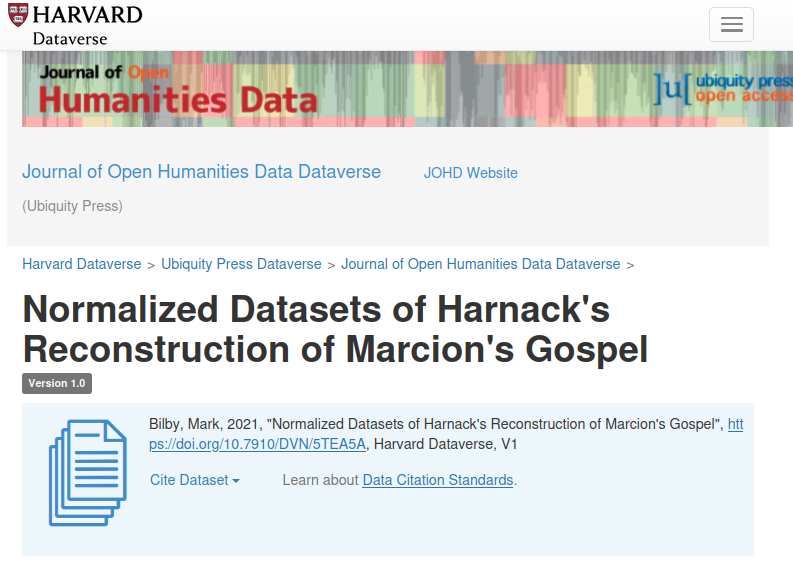 HARVARD
Dataverse
Journal of Open
Humanities Data
]u[ ubiquity press
open access
Journal of Open Humanities Data Dataverse JOHD Website
(Ubiquity Press)
Harvard Dataverse > Ubiquity Press Dataverse > Journal of Open Humanities Data Dataverse >
Normalized Datasets of Harnack's
Reconstruction of Marcion's Gospel
Version 1.0
Bilby, Mark, 2021, "Normalized Datasets of Harnack's Reconstruction of Marcion's Gospel", htt
ps://doi.org/10.7910/DVN/5TEA5A, Harvard Dataverse, V1
Cite Dataset Learn about Data Citation Standards.